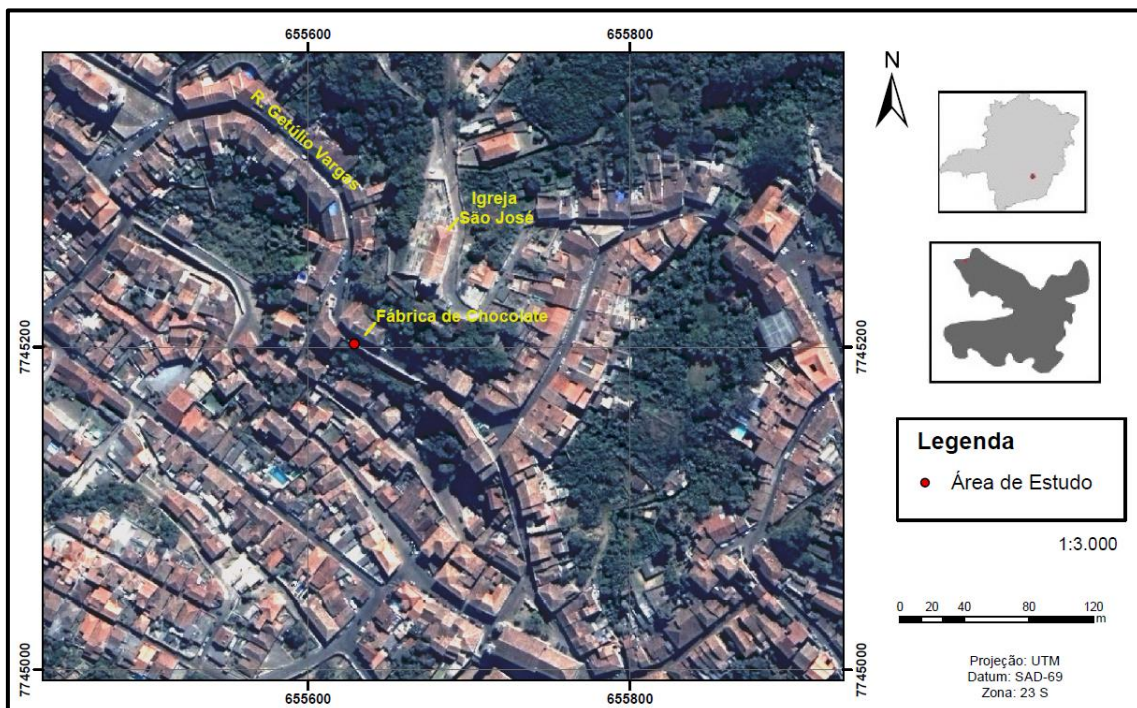 655600
655800
N
R. Getúlio Vargas
Igreja
São José
Fábrica de Chocolate
7745200
7745200
Legenda
Área de Estudo
1:3.000
0 20 40 80 120
m
7745000
7745000
655600
655800
Projeção: UTM
Datum: SAD-69
Zona: 23 S